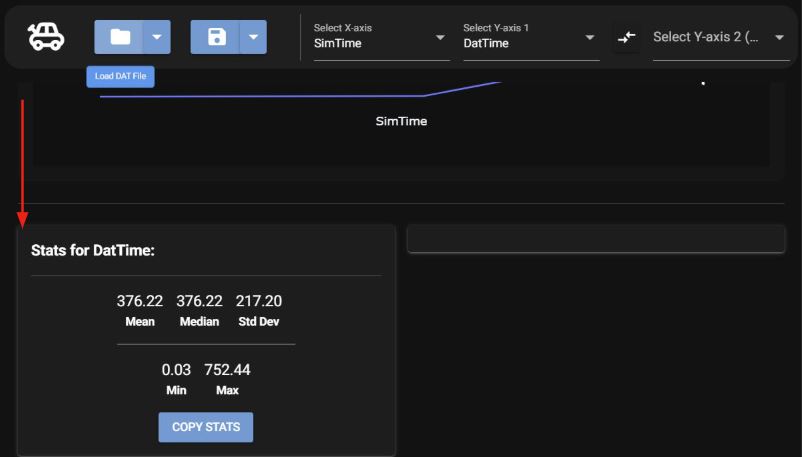 Select X-axis
SimTime
Select Y-axis 1
DatTime
Select Y-axis 2 (...
Load DAT File
SimTime
Stats for DatTime:
376.22 376.22 217.20
Mean Median Std Dev
0.03 752.44
Min Max
COPY STATS